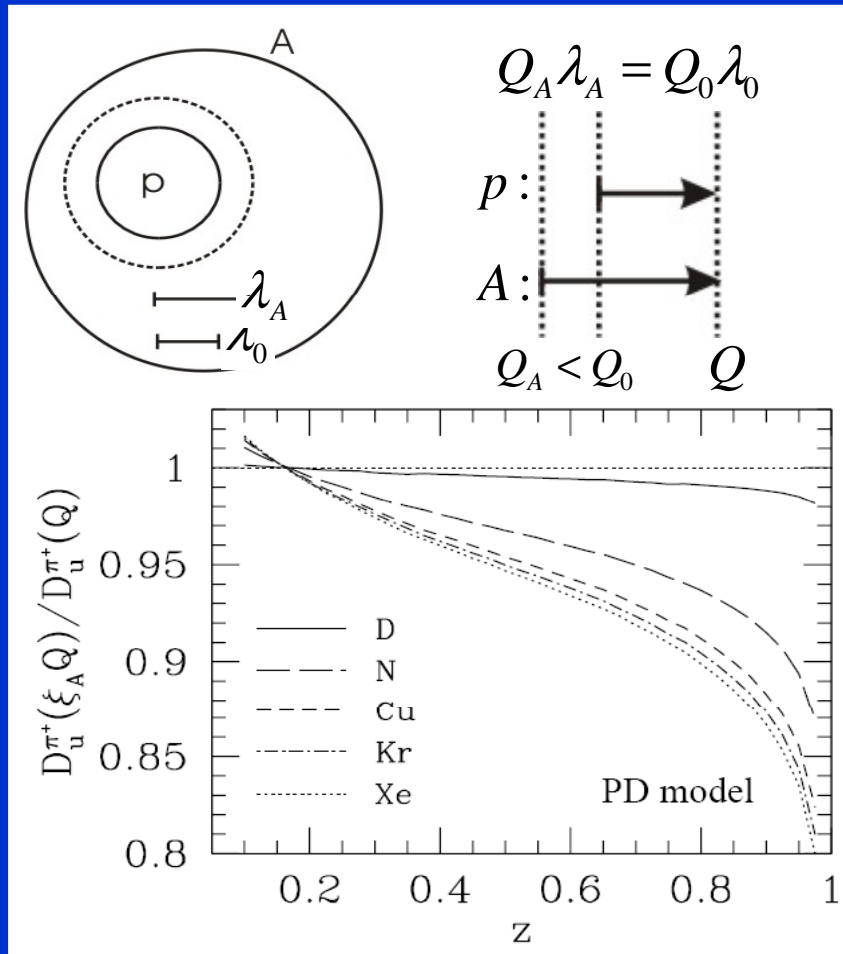 A
p
λ_A
λ_0
Q_A λ_A = Q_0 λ_0
p :
A :
Q_A < Q_0 Q
D_u^π+(ξ_A Q) / D_u^π+(Q)
1
0.95
0.9
0.85
0.8
D
N
Cu
Kr
Xe
PD model
0.2 0.4 0.6 0.8 1
z